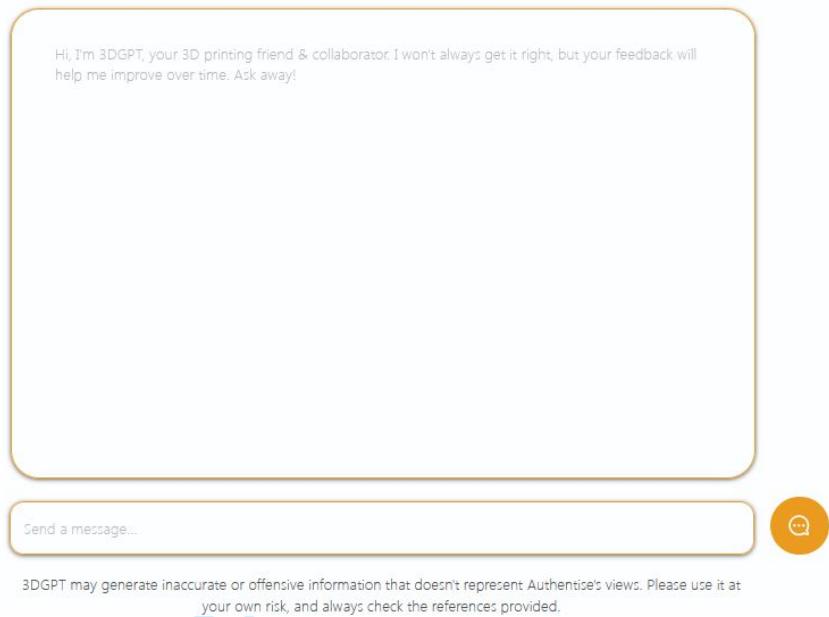 Hi, I'm 3DGPT, your 3D printing friend & collaborator. I won't always get it right, but your feedback will
help me improve over time. Ask away!
Send a message...
3DGPT may generate inaccurate or offensive information that doesn't represent Authentise's views. Please use it at
your own risk, and always check the references provided.